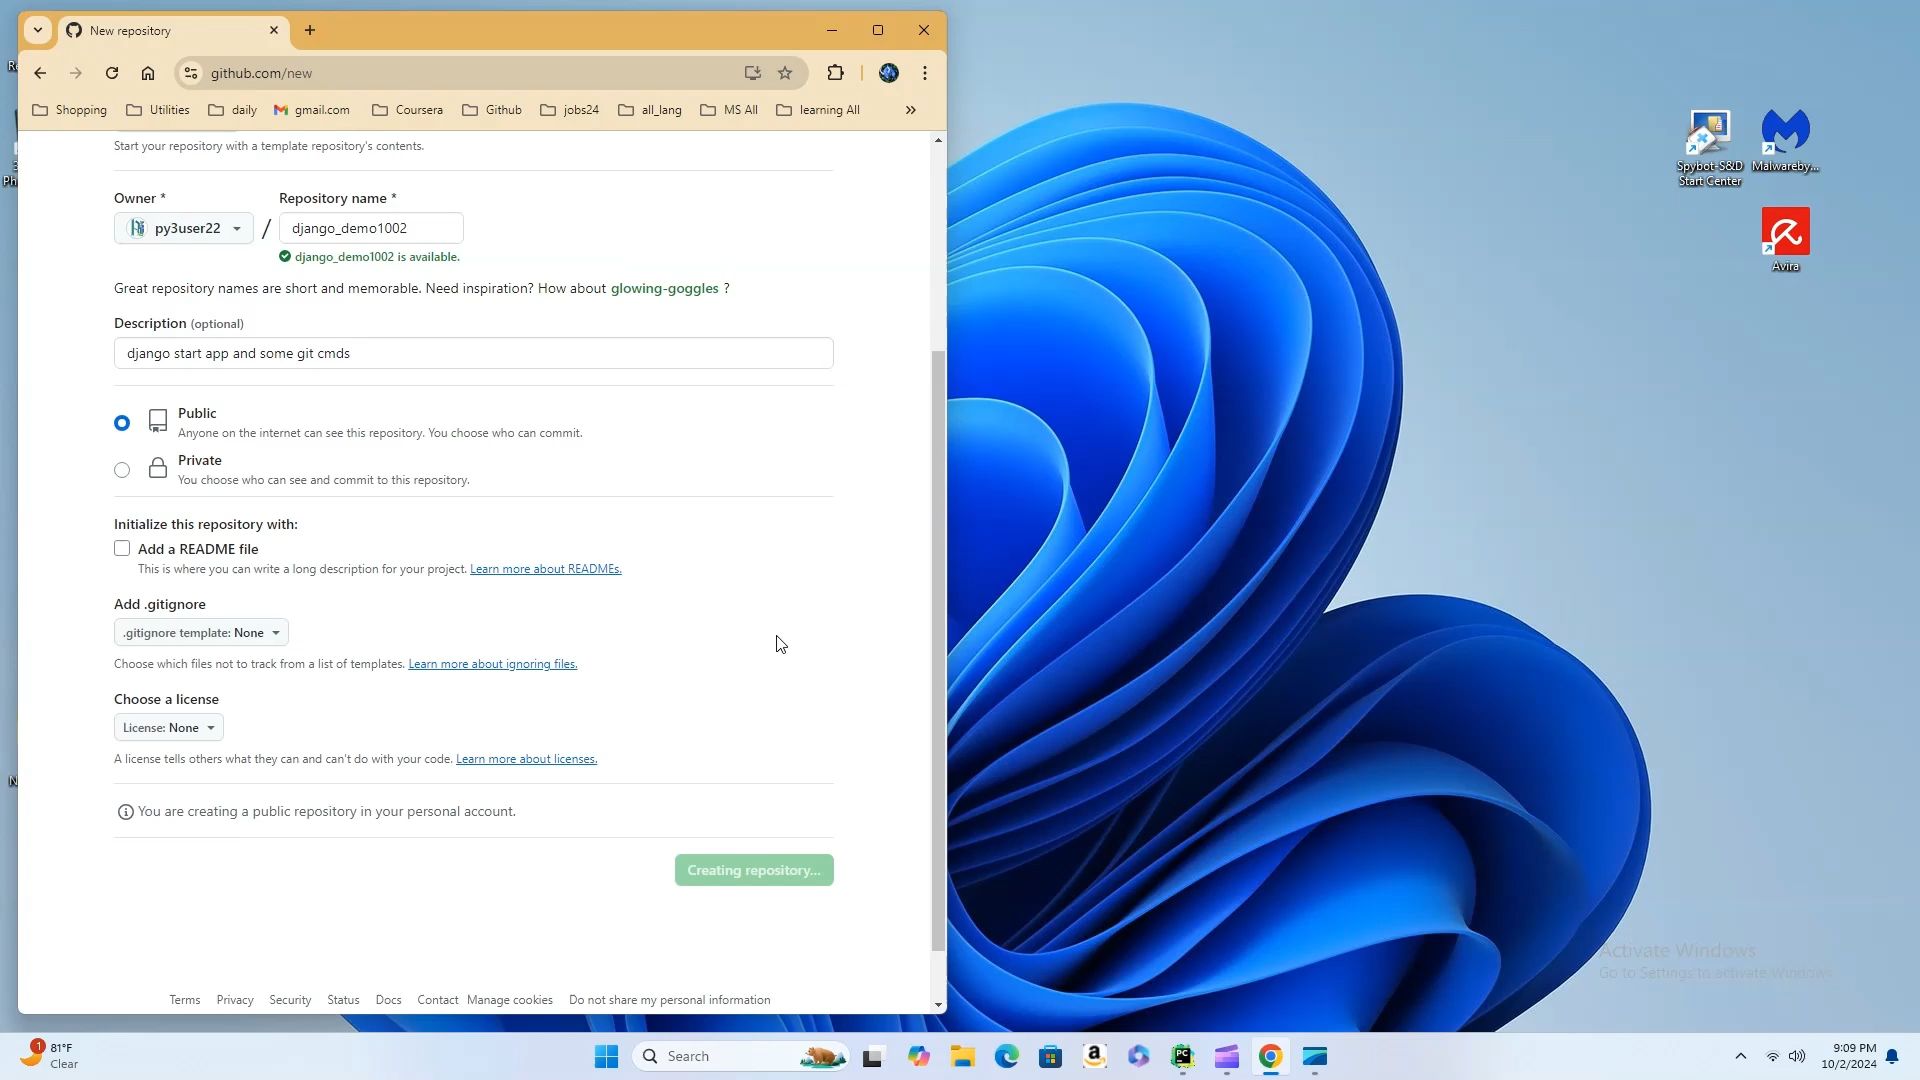 New repository
github.com/new
Shopping
Utilities
daily
gmail.com
Coursera
Github
jobs24
all_lang
MS All
learning All
Start your repository with a template repository's contents.
Owner *
Repository name *
py3user22
/
django_demo1002
django_demo1002 is available.
Great repository names are short and memorable. Need inspiration? How about glowing-goggles ?
Description (optional)
django start app and some git cmds
Public
Anyone on the internet can see this repository. You choose who can commit.
Private
You choose who can see and commit to this repository.
Initialize this repository with:
Add a README file
This is where you can write a long description for your project. Learn more about READMEs.
Add .gitignore
.gitignore template: None
Choose which files not to track from a list of templates. Learn more about ignoring files.
Choose a license
License: None
A license tells others what they can and can't do with your code. Learn more about licenses.
You are creating a public repository in your personal account.
Creating repository...
Terms
Privacy
Security
Status
Docs
Contact
Manage cookies
Do not share my personal information
Spybot-S&D
Start Center
Malwareby...
Avira
Activate Windows
Go to Settings to activate Windows.
1
81°F
Clear
Search
PC
a
9:09 PM
10/2/2024